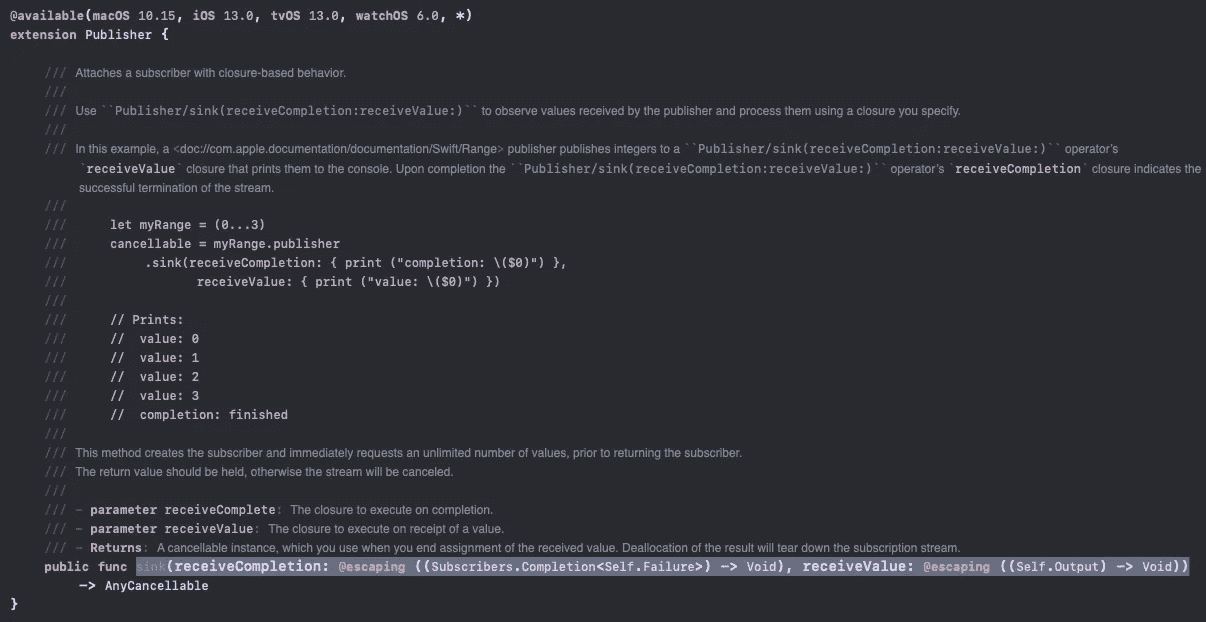 @available(macOS 10.15, iOS 13.0, tvOS 13.0, watchOS 6.0, *)
extension Publisher {
/// Attaches a subscriber with closure-based behavior.
///
/// Use ``Publisher/sink(receiveCompletion:receiveValue:)`` to observe values received by the publisher and process them using a closure you specify.
///
/// In this example, a <doc://com.apple.documentation/documentation/Swift/Range> publisher publishes integers to a ``Publisher/sink(receiveCompletion:receiveValue:)`` operator’s
`receiveValue` closure that prints them to the console. Upon completion the ``Publisher/sink(receiveCompletion:receiveValue:)`` operator’s `receiveCompletion` closure indicates the
successful termination of the stream.
///
/// let myRange = (0...3)
/// cancellable = myRange.publisher
/// .sink(receiveCompletion: { print ("completion: \($0)") },
/// receiveValue: { print ("value: \($0)") })
///
/// // Prints:
/// // value: 0
/// // value: 1
/// // value: 2
/// // value: 3
/// // completion: finished
///
/// This method creates the subscriber and immediately requests an unlimited number of values, prior to returning the subscriber.
/// The return value should be held, otherwise the stream will be canceled.
///
/// - parameter receiveComplete: The closure to execute on completion.
/// - parameter receiveValue: The closure to execute on receipt of a value.
/// - Returns: A cancellable instance, which you use when you end assignment of the received value. Deallocation of the result will tear down the subscription stream.
public func sink(receiveCompletion: @escaping ((Subscribers.Completion<Self.Failure>) -> Void), receiveValue: @escaping ((Self.Output) -> Void))
-> AnyCancellable
}